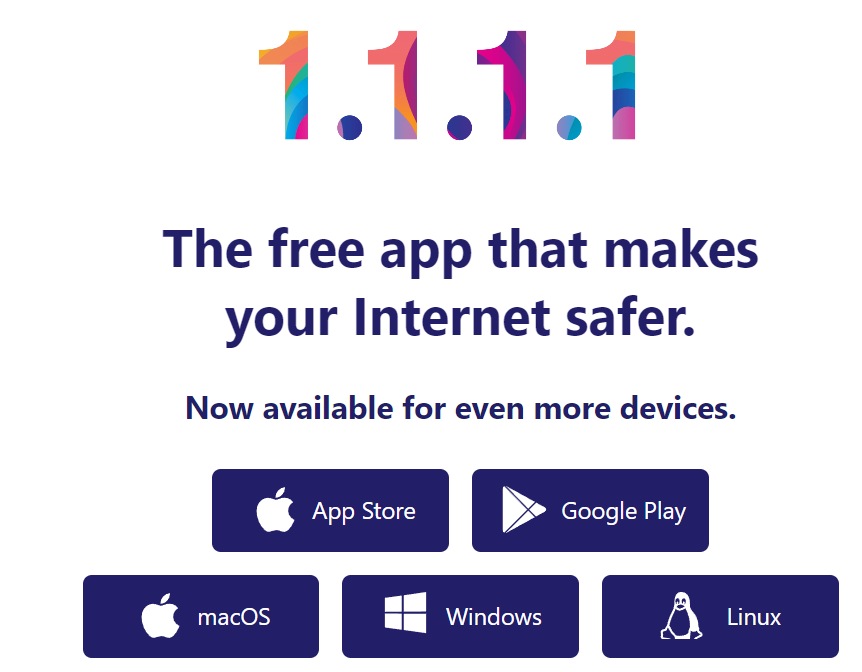 1.1.1.1
The free app that makes
your Internet safer.
Now available for even more devices.
App Store
Google Play
macOS
Windows
Linux